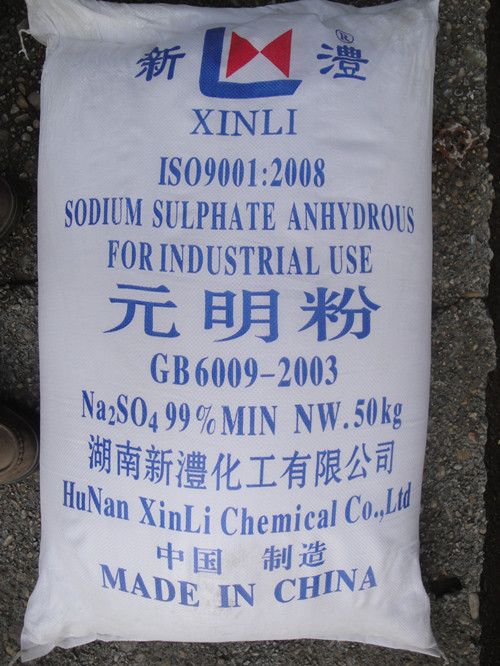 新 澧 ®
XINLI
ISO9001:2008
SODIUM SULPHATE ANHYDROUS
FOR INDUSTRIAL USE
元明粉
GB6009-2003
Na₂SO₄ 99%MIN NW.50kg
湖南新澧化工有限公司
HuNan XinLi Chemical Co.,Ltd
中国 制造
MADE IN CHINA